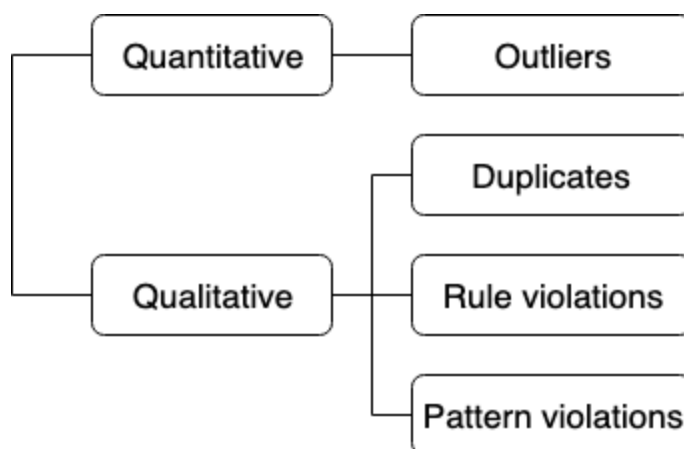 Quantitative
Outliers
Duplicates
Qualitative
Rule violations
Pattern violations